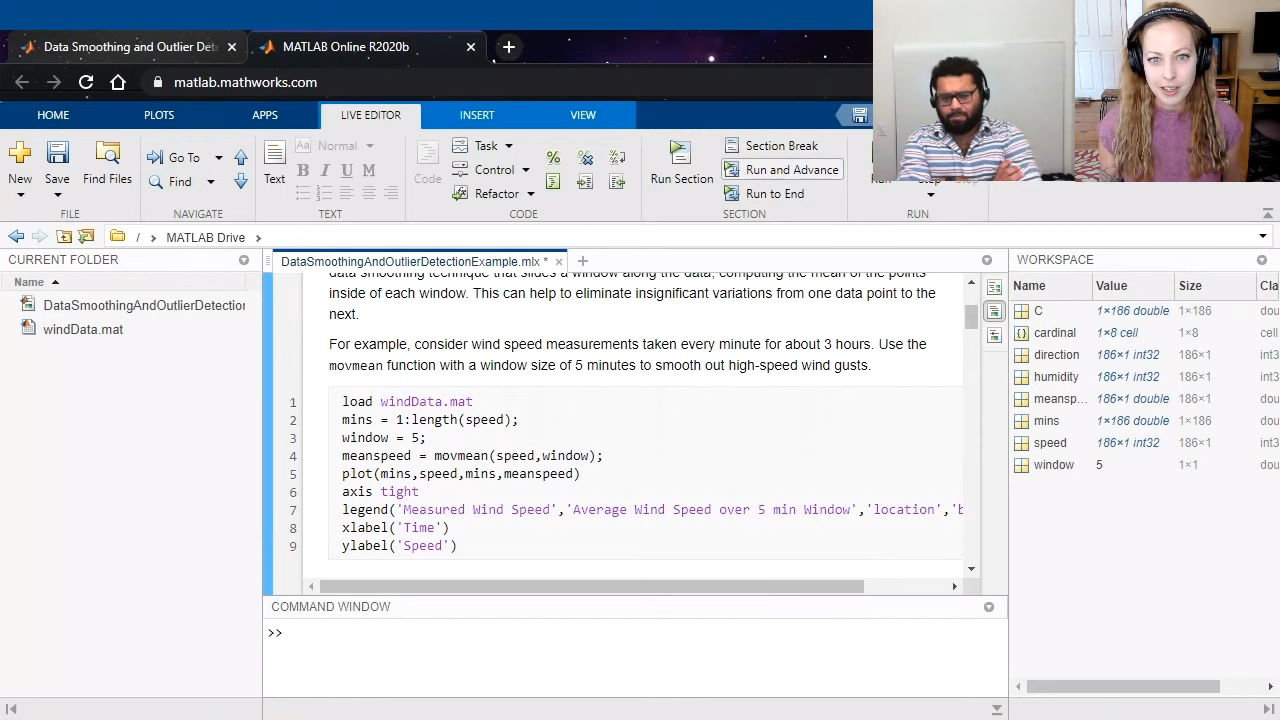 Data Smoothing and Outlier Det
MATLAB Online R2020b
matlab.mathworks.com
HOME
PLOTS
APPS
LIVE EDITOR
INSERT
VIEW
New
Save
Find Files
Go To
Find
Text
Normal
B I U M
Code
Task
Control
Refactor
Run Section
Section Break
Run and Advance
Run to End
FILE
NAVIGATE
TEXT
CODE
SECTION
RUN
/ MATLAB Drive
CURRENT FOLDER
Name
DataSmoothingAndOutlierDetection
windData.mat
DataSmoothingAndOutlierDetectionExample.mlx *
data smoothing technique that slides a window along the data, computing the mean of the points
inside of each window. This can help to eliminate insignificant variations from one data point to the
next.
For example, consider wind speed measurements taken every minute for about 3 hours. Use the
movmean function with a window size of 5 minutes to smooth out high-speed wind gusts.
1 load windData.mat
2 mins = 1:length(speed);
3 window = 5;
4 meanspeed = movmean(speed,window);
5 plot(mins,speed,mins,meanspeed)
6 axis tight
7 legend('Measured Wind Speed','Average Wind Speed over 5 min Window','location','b
8 xlabel('Time')
9 ylabel('Speed')
COMMAND WINDOW
>>
WORKSPACE
Name Value Size Cla
C 1×186 double 1×186 dou
cardinal 1×8 cell 1×8 cell
direction 186×1 int32 186×1 int3
humidity 186×1 int32 186×1 int3
meansp... 186×1 double 186×1 dou
mins 1×186 double 1×186 dou
speed 186×1 int32 186×1 int3
window 5 1×1 dou